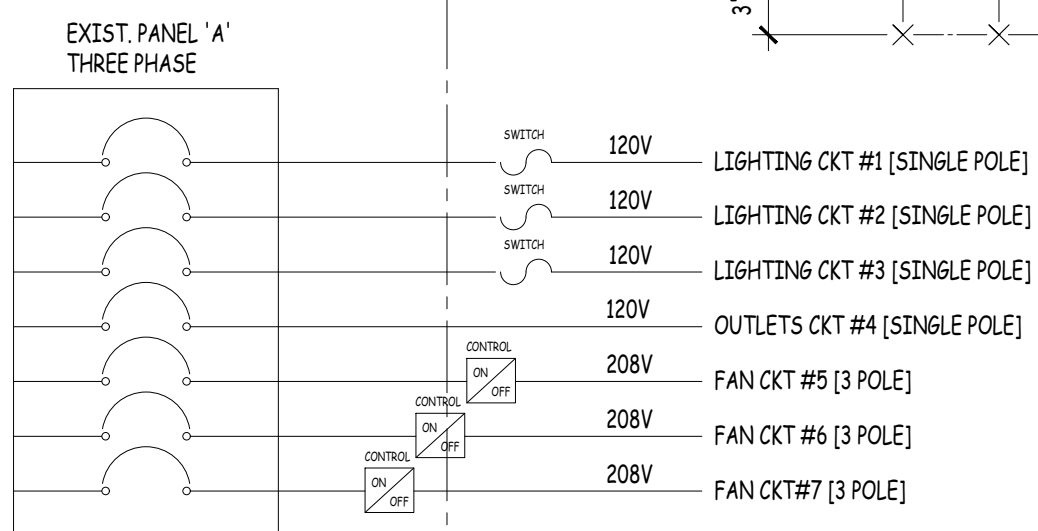 3'
EXIST. PANEL 'A'
THREE PHASE
SWITCH
120V
LIGHTING CKT #1 [SINGLE POLE]
SWITCH
120V
LIGHTING CKT #2 [SINGLE POLE]
SWITCH
120V
LIGHTING CKT #3 [SINGLE POLE]
120V
OUTLETS CKT #4 [SINGLE POLE]
CONTROL
ON
OFF
208V
FAN CKT #5 [3 POLE]
CONTROL
ON
OFF
208V
FAN CKT #6 [3 POLE]
CONTROL
ON
OFF
208V
FAN CKT#7 [3 POLE]